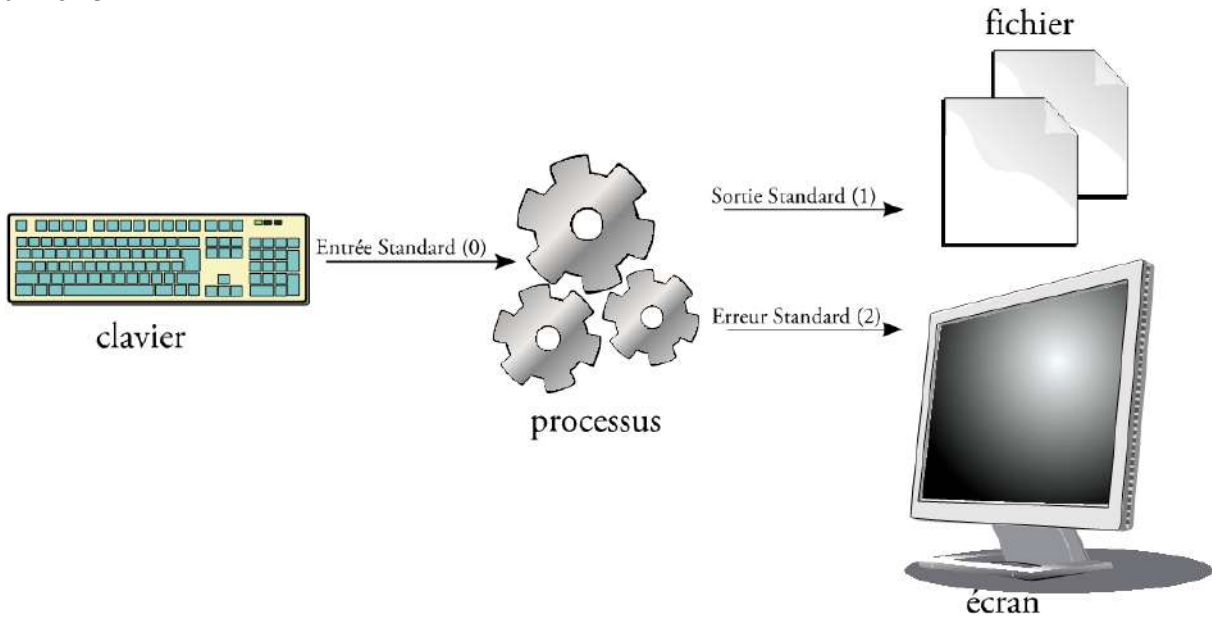 fichier
Sortie Standard (1)
Entrée Standard (0)
clavier
Erreur Standard (2)
processus
écran